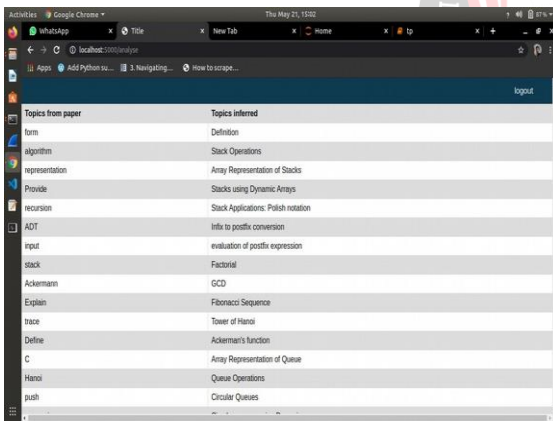 Activities Google Chrome Thu May 21, 15:02 87%
WhatsApp x Title x New Tab x Home x tp x +
localhost:5000/analyse
Apps Add Python su... 3. Navigating... How to scrape...
logout
Topics from paper Topics inferred
form Definition
algorithm Stack Operations
representation Array Representation of Stacks
Provide Stacks using Dynamic Arrays
recursion Stack Applications: Polish notation
ADT Infix to postfix conversion
input evaluation of postfix expression
stack Factorial
Ackermann GCD
Explain Fibonacci Sequence
trace Tower of Hanoi
Define Ackerman's function
C Array Representation of Queue
Hanoi Queue Operations
push Circular Queues